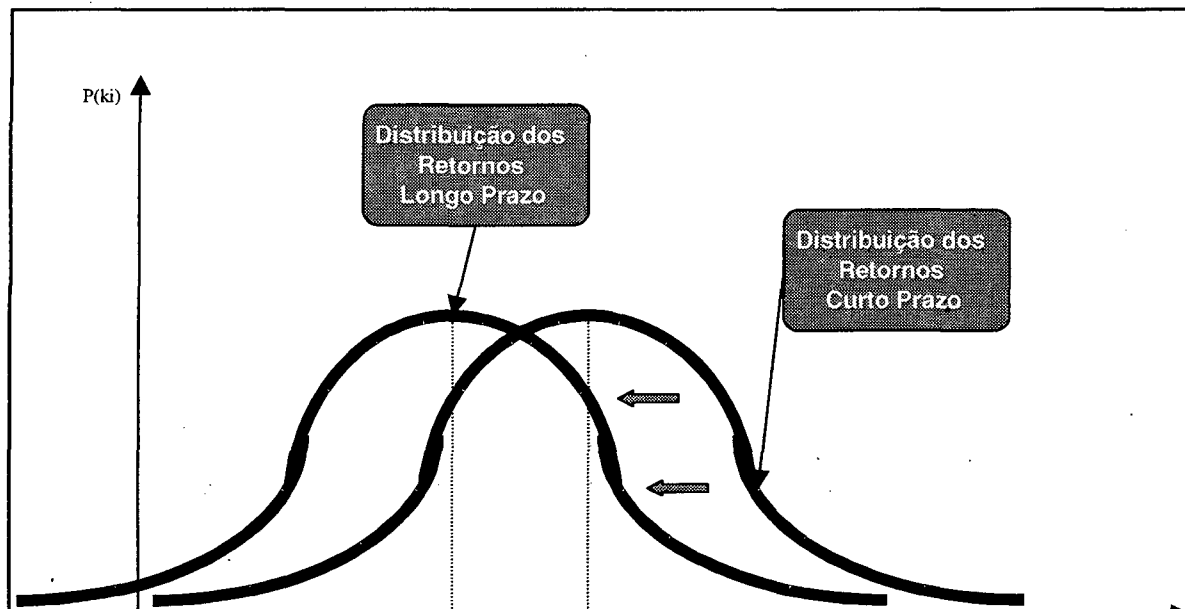 P(ki)
Distribuição dos
Retornos
Longo Prazo
Distribuição dos
Retornos
Curto Prazo